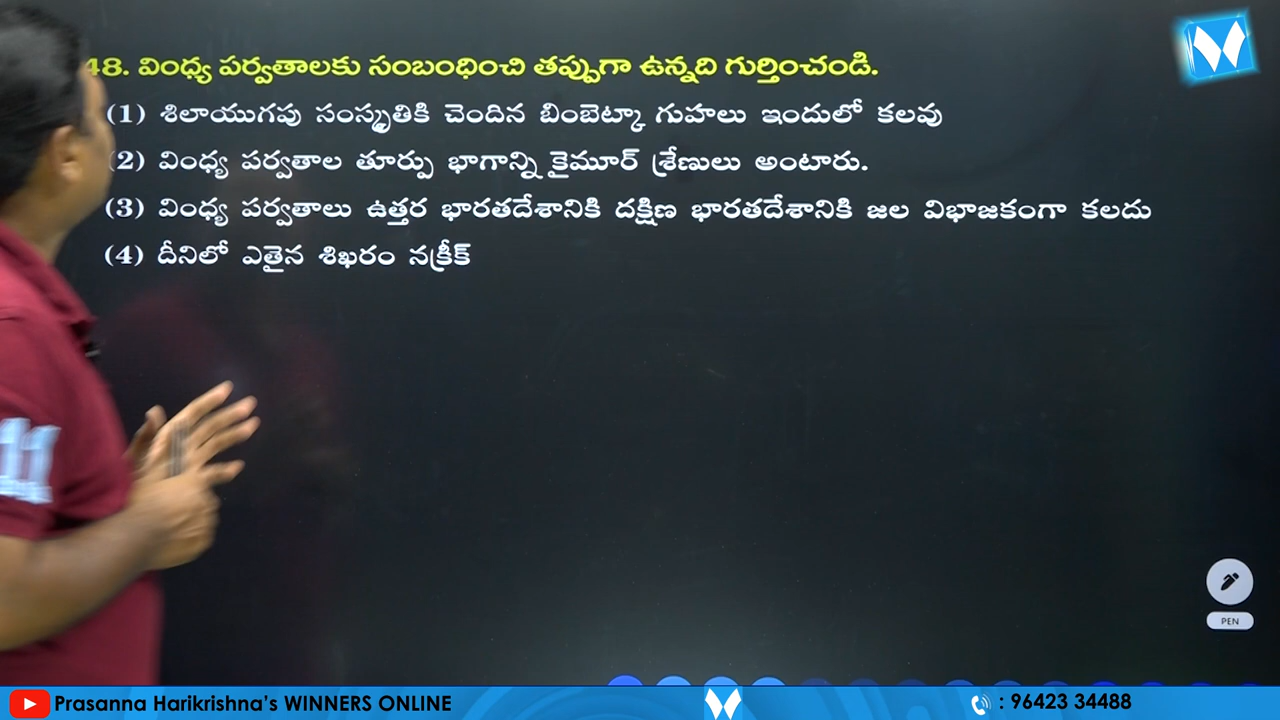 48. వింధ్య పర్వతాలకు సంబంధించి తప్పుగా ఉన్నది గుర్తించండి.
(1) శిలాయుగపు సంస్కృతికి చెందిన బింబెట్కా గుహలు ఇందులో కలవు
(2) వింధ్య పర్వతాల తూర్పు భాగాన్ని కైమూర్ శ్రేణులు అంటారు.
(3) వింధ్య పర్వతాలు ఉత్తర భారతదేశానికి దక్షిణ భారతదేశానికి జల విభాజకంగా కలదు
(4) దీనిలో ఎతైన శిఖరం నక్రీక్
PEN
Prasanna Harikrishna's WINNERS ONLINE
: 96423 34488